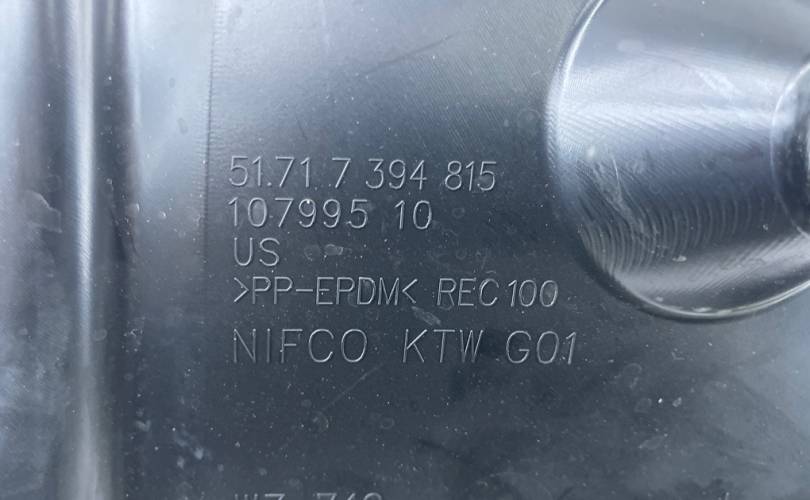 51.71 7 394 815
107995 10
US
>PP-EPDM< REC100
NIFCO KTW G01